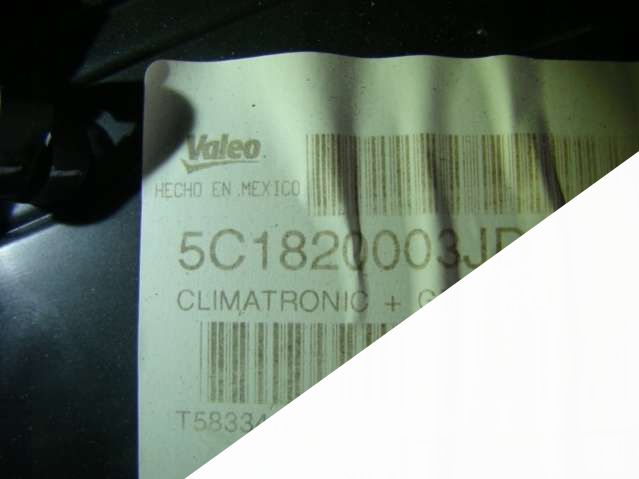 Valeo
HECHO EN MEXICO
5C1820003J
CLIMATRONIC +
T5833